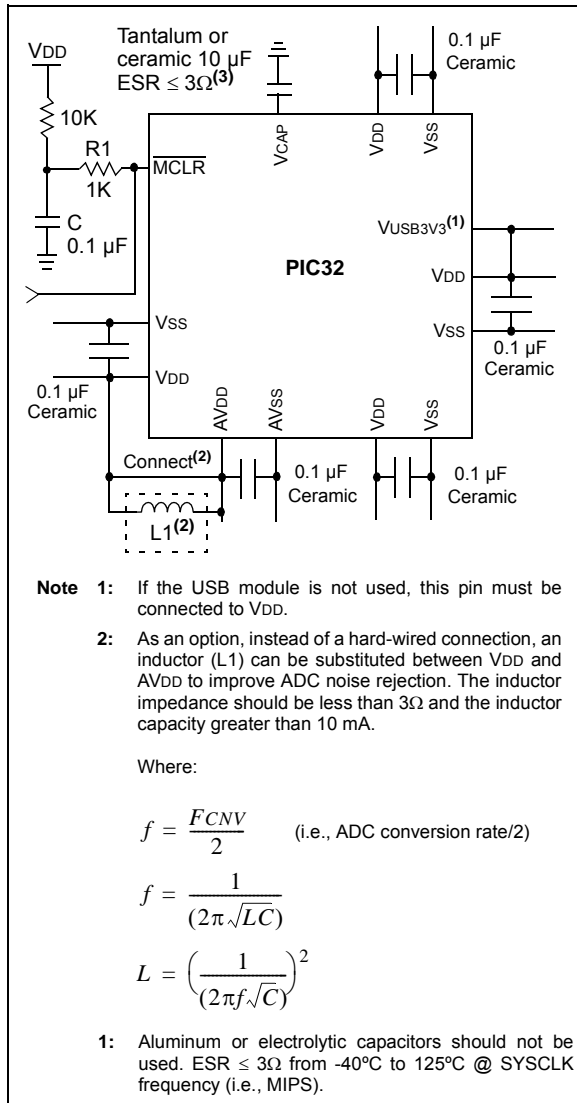 VDD
Tantalum or
ceramic 10 µF
ESR ≤ 3Ω(3)
0.1 µF
Ceramic
10K
R1
1K
C
0.1 µF
MCLR
VCAP
VDD
VSS
VUSB3V3(1)
PIC32
VDD
VSS
0.1 µF
Ceramic
VSS
VDD
0.1 µF
Ceramic
AVDD
AVSS
VDD
VSS
Connect(2)
0.1 µF
Ceramic
0.1 µF
Ceramic
L1(2)
Note 1: If the USB module is not used, this pin must be
connected to VDD.
2: As an option, instead of a hard-wired connection, an
inductor (L1) can be substituted between VDD and
AVDD to improve ADC noise rejection. The inductor
impedance should be less than 3Ω and the inductor
capacity greater than 10 mA.
Where:
f = FCNV / 2 (i.e., ADC conversion rate/2)
f = 1 / (2π√LC)
L = (1 / (2πf√C))²
1: Aluminum or electrolytic capacitors should not be
used. ESR ≤ 3Ω from -40ºC to 125ºC @ SYSCLK
frequency (i.e., MIPS).